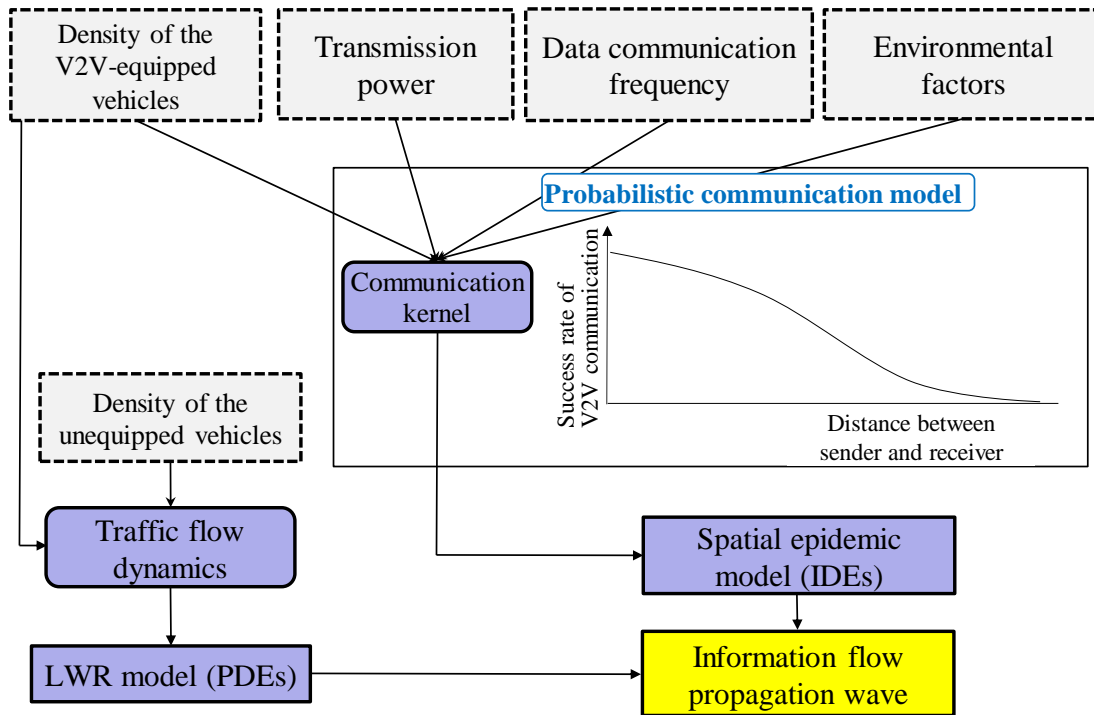 Density of the
V2V-equipped
vehicles
Transmission
power
Data communication
frequency
Environmental
factors
Probabilistic communication model
Communication
kernel
Success rate of
V2V communication
Distance between
sender and receiver
Density of the
unequipped vehicles
Traffic flow
dynamics
Spatial epidemic
model (IDEs)
LWR model (PDEs)
Information flow
propagation wave